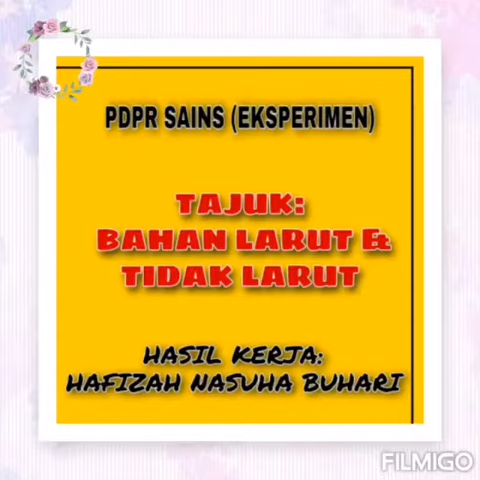 PDPR SAINS (EKSPERIMEN)
TAJUK:
BAHAN LARUT &
TIDAK LARUT
HASIL KERJA:
HAFIZAH NASUHA BUHARI
FILMIGO